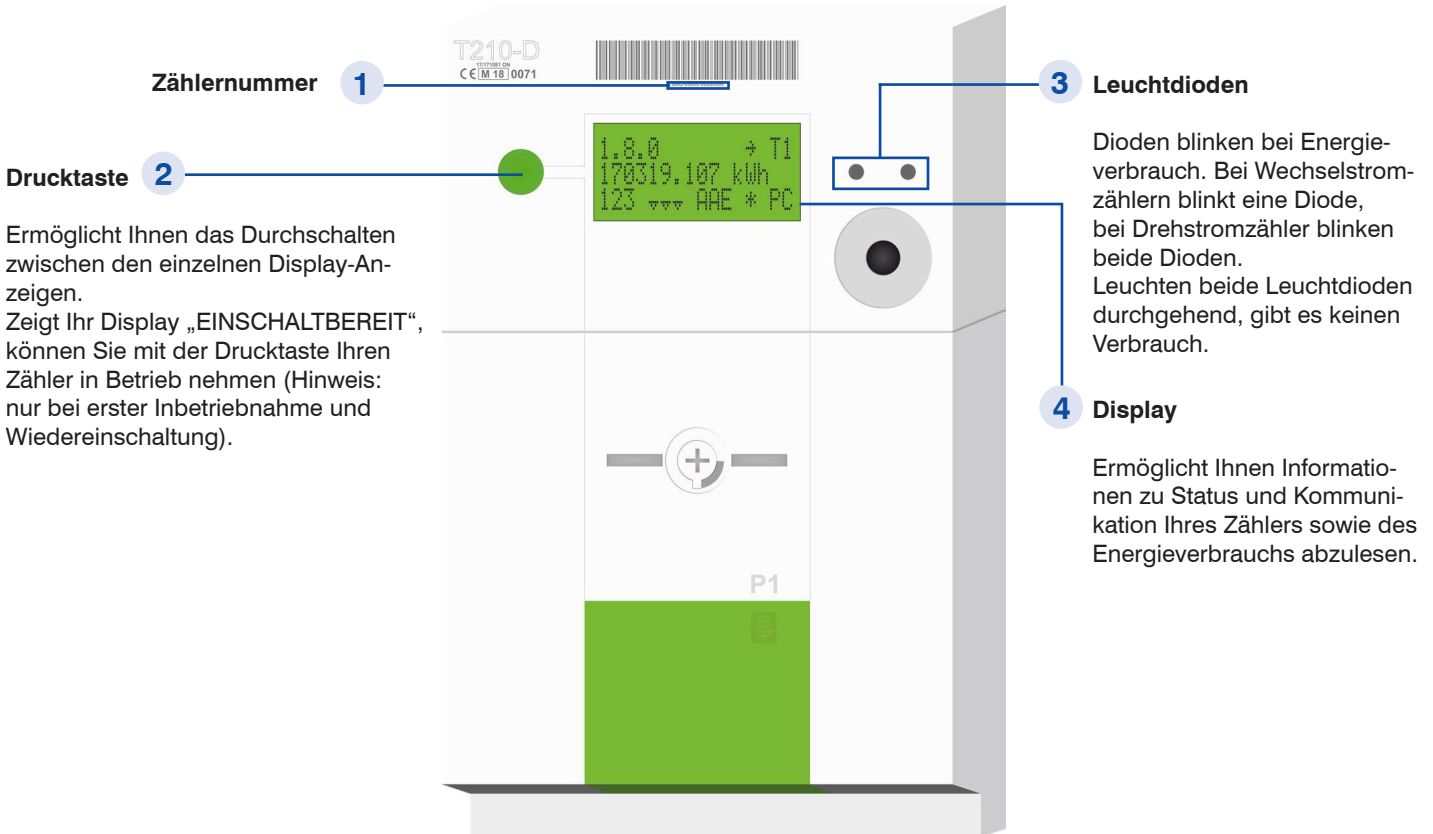 T210-D
17/171081 ON
CE M 18 0071
Zählernummer 1
2 Drucktaste
Ermöglicht Ihnen das Durchschalten
zwischen den einzelnen Display-An-
zeigen.
Zeigt Ihr Display „EINSCHALTBEREIT“,
können Sie mit der Drucktaste Ihren
Zähler in Betrieb nehmen (Hinweis:
nur bei erster Inbetriebnahme und
Wiedereinschaltung).
1.8.0 → T1
170319.107 kWh
123 ▿▿▿ AAE * PC
3 Leuchtdioden
Dioden blinken bei Energie-
verbrauch. Bei Wechselstrom-
zählern blinkt eine Diode,
bei Drehstromzähler blinken
beide Dioden.
Leuchten beide Leuchtdioden
durchgehend, gibt es keinen
Verbrauch.
4 Display
Ermöglicht Ihnen Informatio-
nen zu Status und Kommuni-
kation Ihres Zählers sowie des
Energieverbrauchs abzulesen.
P1